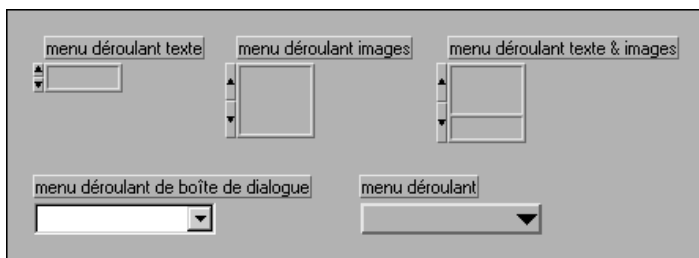 menu déroulant texte
menu déroulant images
menu déroulant texte & images
menu déroulant de boîte de dialogue
menu déroulant